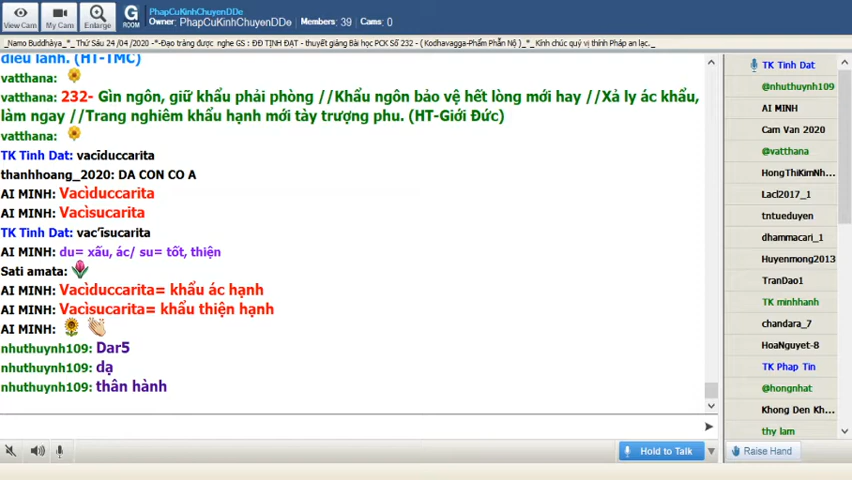 PhapCuKinhChuyenDDe
Owner: PhapCuKinhChuyenDDe Members: 39 Cams: 0
View Cam My Cam Enlarge G ROOM
_Namo Buddhàya_*_ Thứ Sáu 24 /04 /2020 -*-Đạo tràng được nghe GS : ĐĐ TỊNH ĐẠT - thuyết giảng Bài học PCK Số 232 - ( Kodhavagga-Phẩm Phẫn Nộ )_*_ Kính chúc quý vị thính Pháp an lạc._
điều lành. (HT-TMC)
vatthana:
vatthana: 232- Gìn ngôn, giữ khẩu phải phòng //Khẩu ngôn bảo vệ hết lòng mới hay //Xả ly ác khẩu,
làm ngay //Trang nghiêm khẩu hạnh mới tày trượng phu. (HT-Giới Đức)
vatthana:
TK Tinh Dat: vacīduccarita
thanhhoang_2020: DA CON CO A
AI MINH: Vacìduccarita
AI MINH: Vacìsucarita
TK Tinh Dat: vac'īsucarita
AI MINH: du= xấu, ác/ su= tốt, thiện
Sati amata:
AI MINH: Vacìduccarita= khẩu ác hạnh
AI MINH: Vacìsucarita= khẩu thiện hạnh
AI MINH:
nhuthuynh109: Dar5
nhuthuynh109: dạ
nhuthuynh109: thân hành
Hold to Talk
TK Tinh Dat
@nhuthuynh109
AI MINH
Cam Van 2020
@vatthana
HongThiKimNh...
Lacl2017_1
tntueduyen
dhammacari_1
Huyenmong2013
TranDao1
TK minhhanh
chandara_7
HoaNguyet-8
TK Phap Tin
@hongnhat
Khong Den Kh...
thy lam
Raise Hand